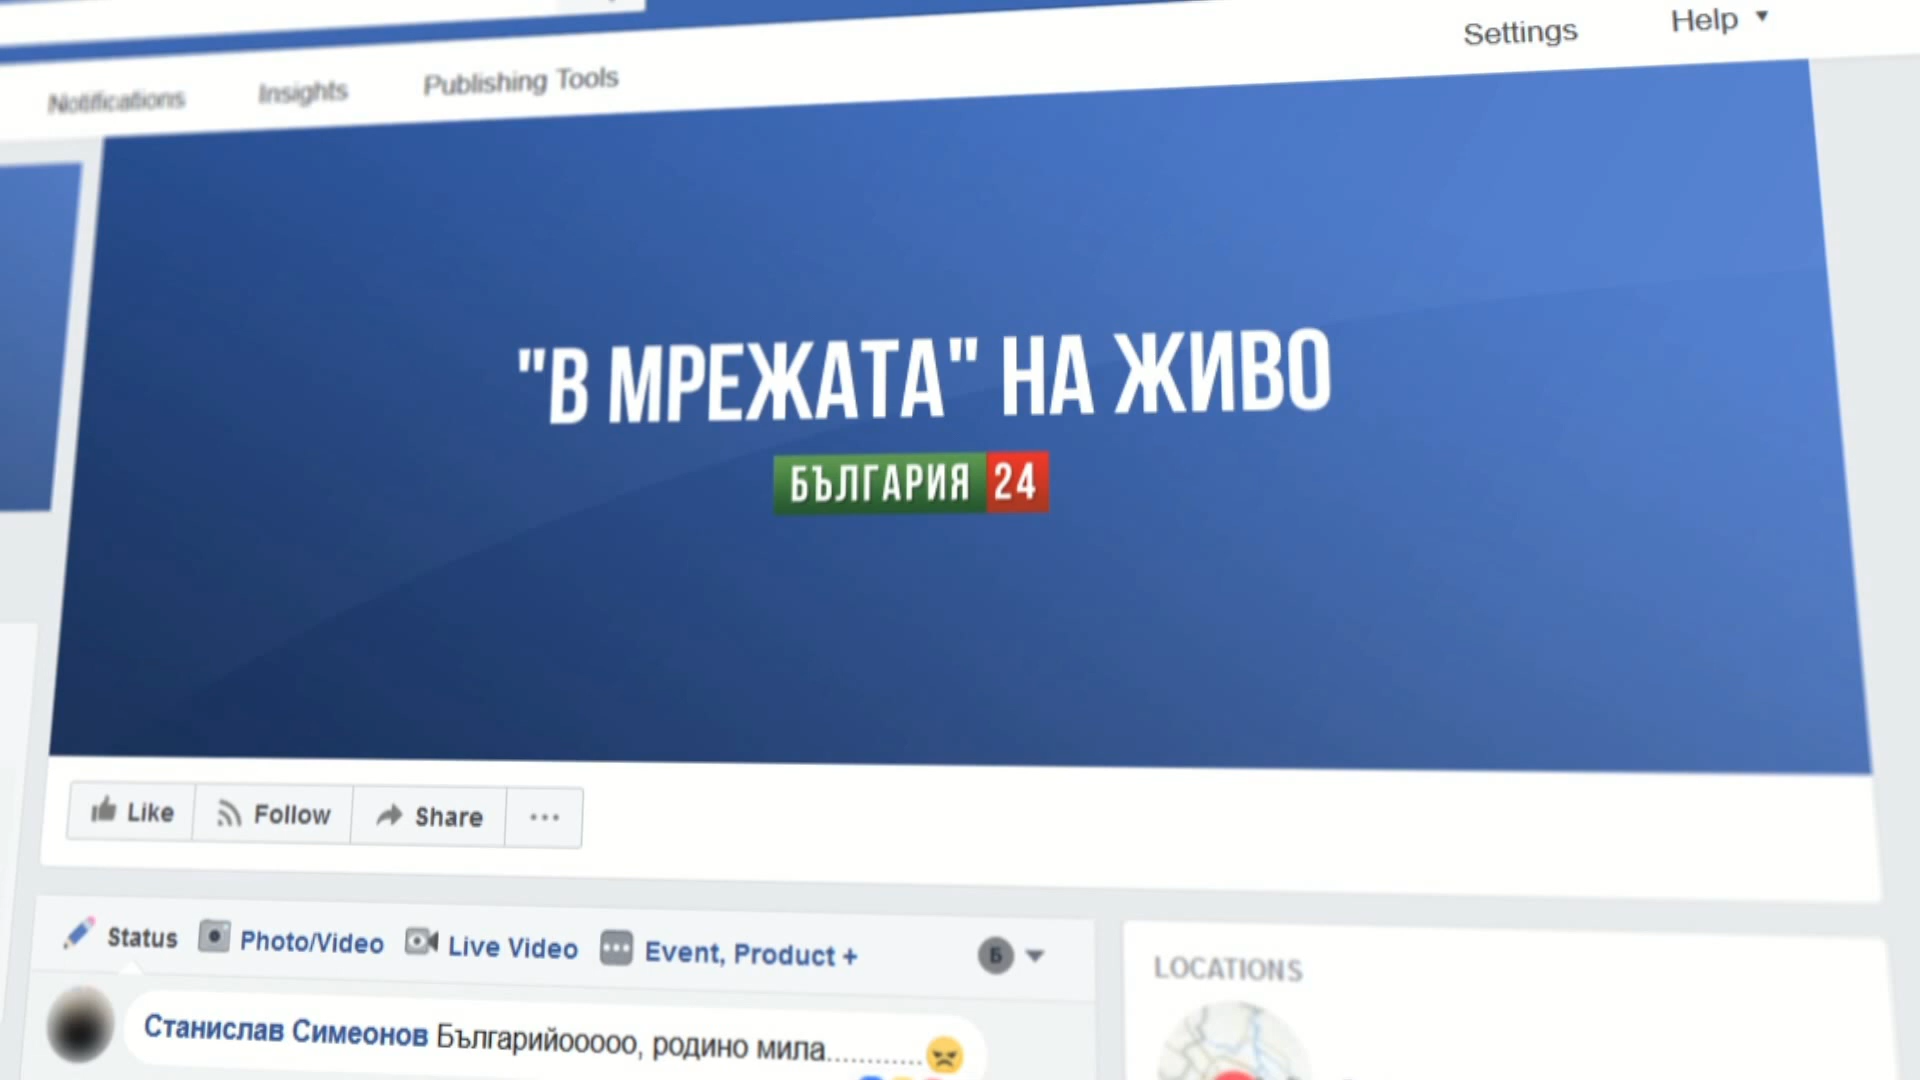 Settings Help
Notifications Insights Publishing Tools
"В МРЕЖАТА" НА ЖИВО
БЪЛГАРИЯ 24
Like Follow Share
Status Photo/Video Live Video Event, Product + Б
LOCATIONS
Станислав Симеонов Българийооооо, родино мила............